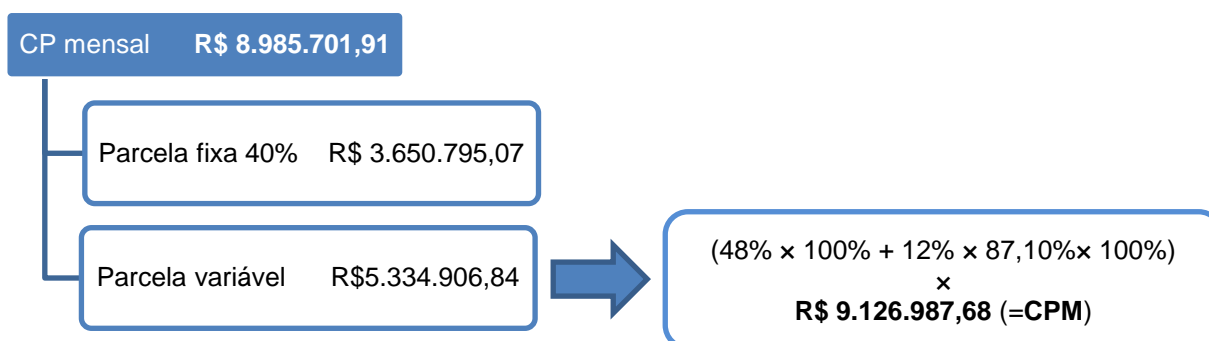 CP mensal R$ 8.985.701,91
Parcela fixa 40% R$ 3.650.795,07
Parcela variável R$5.334.906,84
(48% × 100% + 12% × 87,10%× 100%)
×
R$ 9.126.987,68 (=CPM)